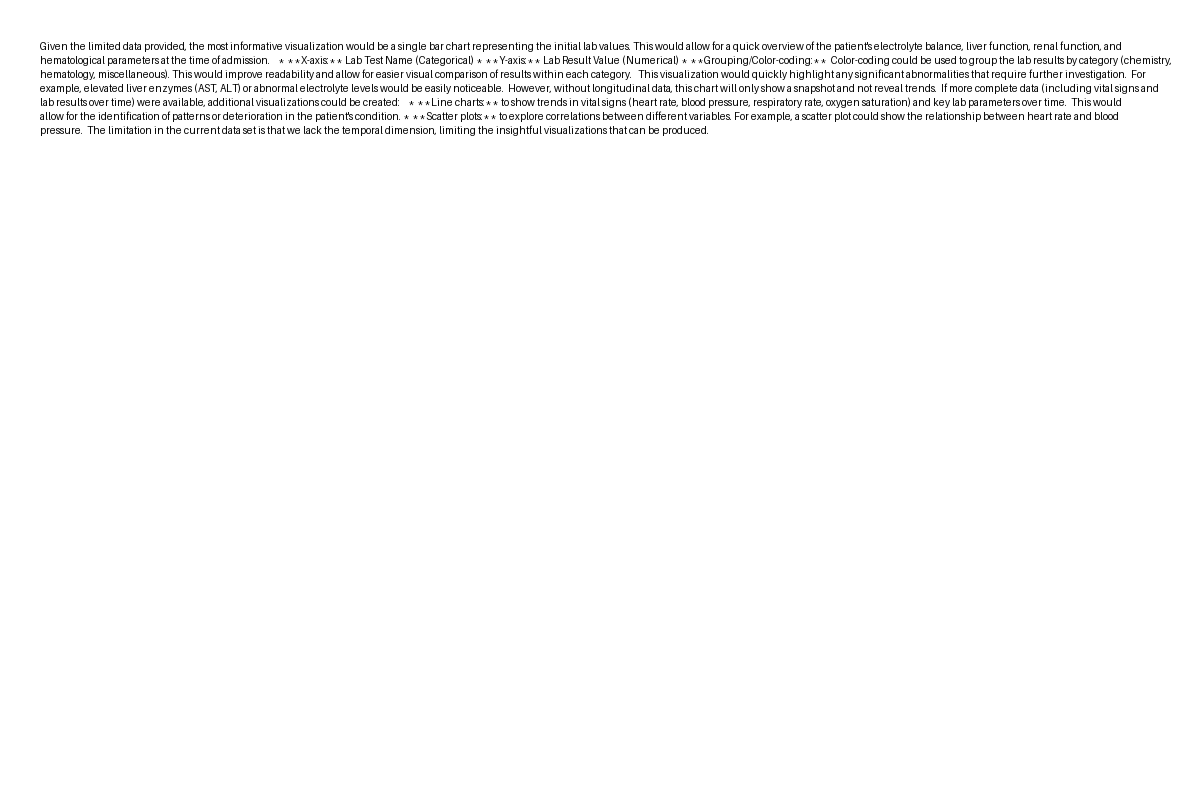 Given the limited data provided, the most informative visualization would be a single bar chart representing the initial lab values. This would allow for a quick overview of the patient's electrolyte balance, liver function, renal function, and
hematological parameters at the time of admission.   * **X-axis:** Lab Test Name (Categorical) * **Y-axis:** Lab Result Value (Numerical) * **Grouping/Color-coding:** Color-coding could be used to group the lab results by category (chemistry,
hematology, miscellaneous). This would improve readability and allow for easier visual comparison of results within each category.   This visualization would quickly highlight any significant abnormalities that require further investigation.  For
example, elevated liver enzymes (AST, ALT) or abnormal electrolyte levels would be easily noticeable.  However, without longitudinal data, this chart will only show a snapshot and not reveal trends.  If more complete data (including vital signs and
lab results over time) were available, additional visualizations could be created:   * **Line charts:** to show trends in vital signs (heart rate, blood pressure, respiratory rate, oxygen saturation) and key lab parameters over time.  This would
allow for the identification of patterns or deterioration in the patient's condition. * **Scatter plots:** to explore correlations between different variables. For example, a scatter plot could show the relationship between heart rate and blood
pressure.  The limitation in the current data set is that we lack the temporal dimension, limiting the insightful visualizations that can be produced.